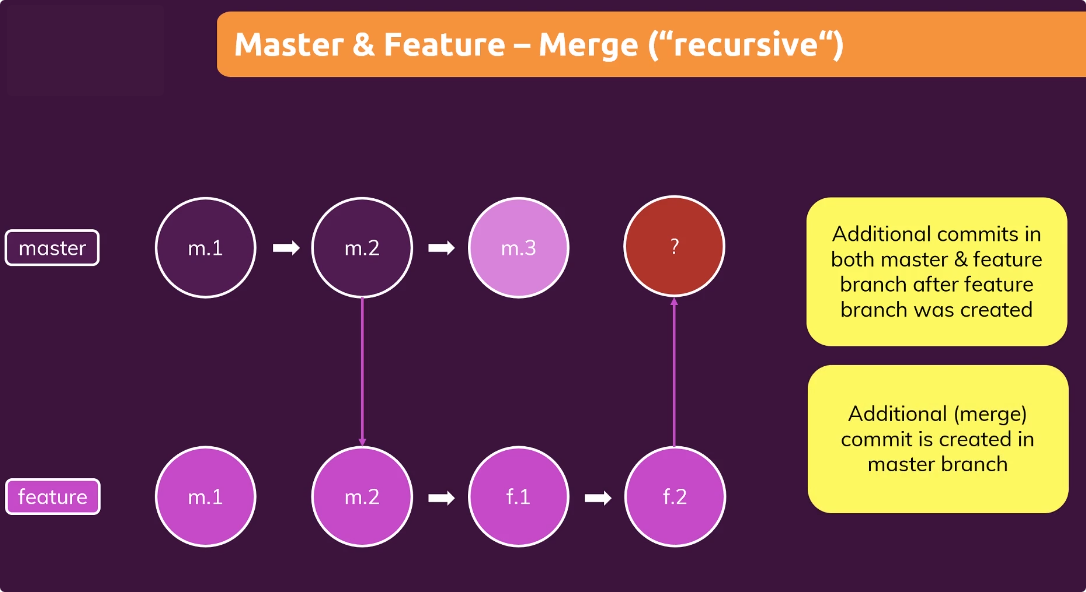 Master & Feature – Merge (“recursive“)
master
m.1
m.2
m.3
?
Additional commits in
both master & feature
branch after feature
branch was created
Additional (merge)
commit is created in
master branch
feature
m.1
m.2
f.1
f.2